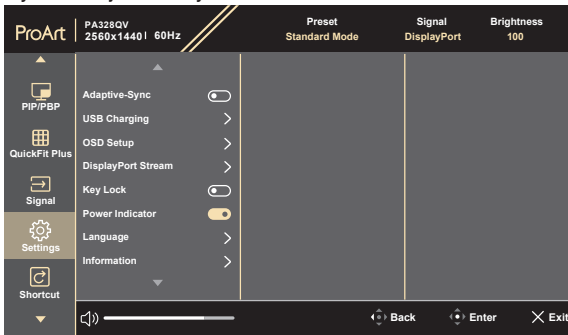 ProArt
PA328QV
2560x1440 60Hz
Preset
Standard Mode
Signal
DisplayPort
Brightness
100
PIP/PBP
QuickFit Plus
Signal
Settings
Shortcut
Adaptive-Sync
USB Charging
OSD Setup
DisplayPort Stream
Key Lock
Power Indicator
Language
Information
Back
Enter
Exit